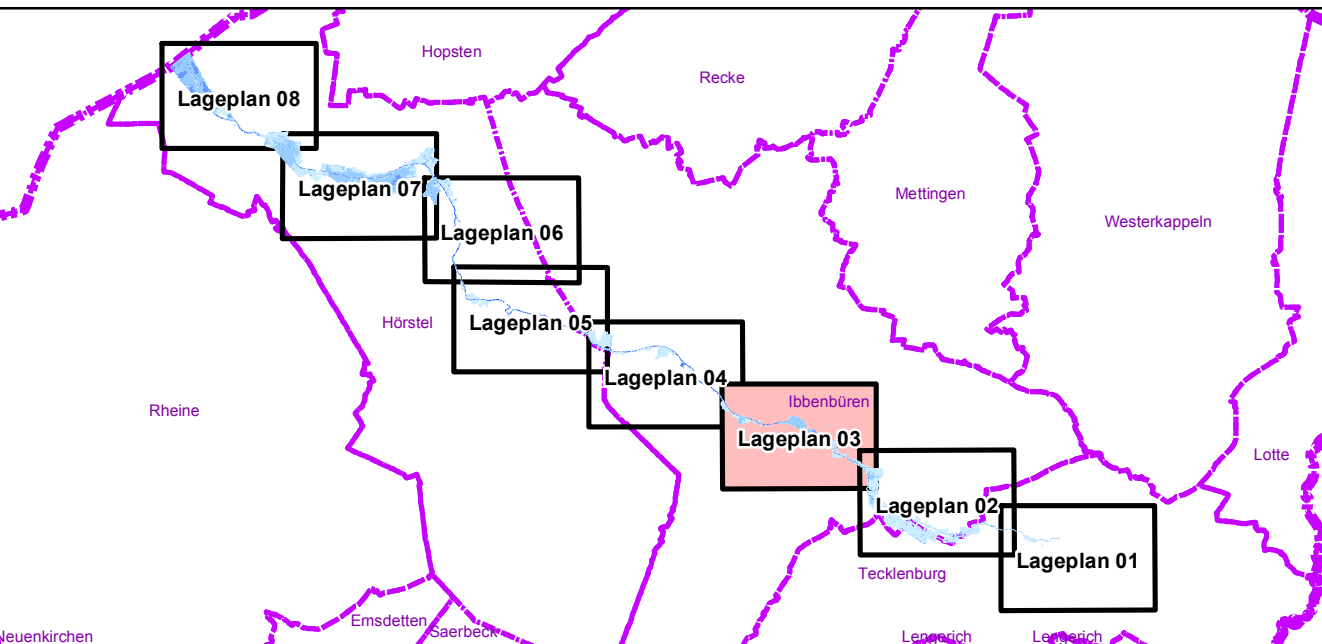 Hopsten
Recke
Lageplan 08
Lageplan 07
Mettingen
Westerkappeln
Lageplan 06
Hörstel
Lageplan 05
Lageplan 04
Rheine
Ibbenbüren
Lageplan 03
Lotte
Lageplan 02
Lageplan 01
Tecklenburg
Emsdetten
Saerbeck
Neuenkirchen
Lengerich
Lengerich